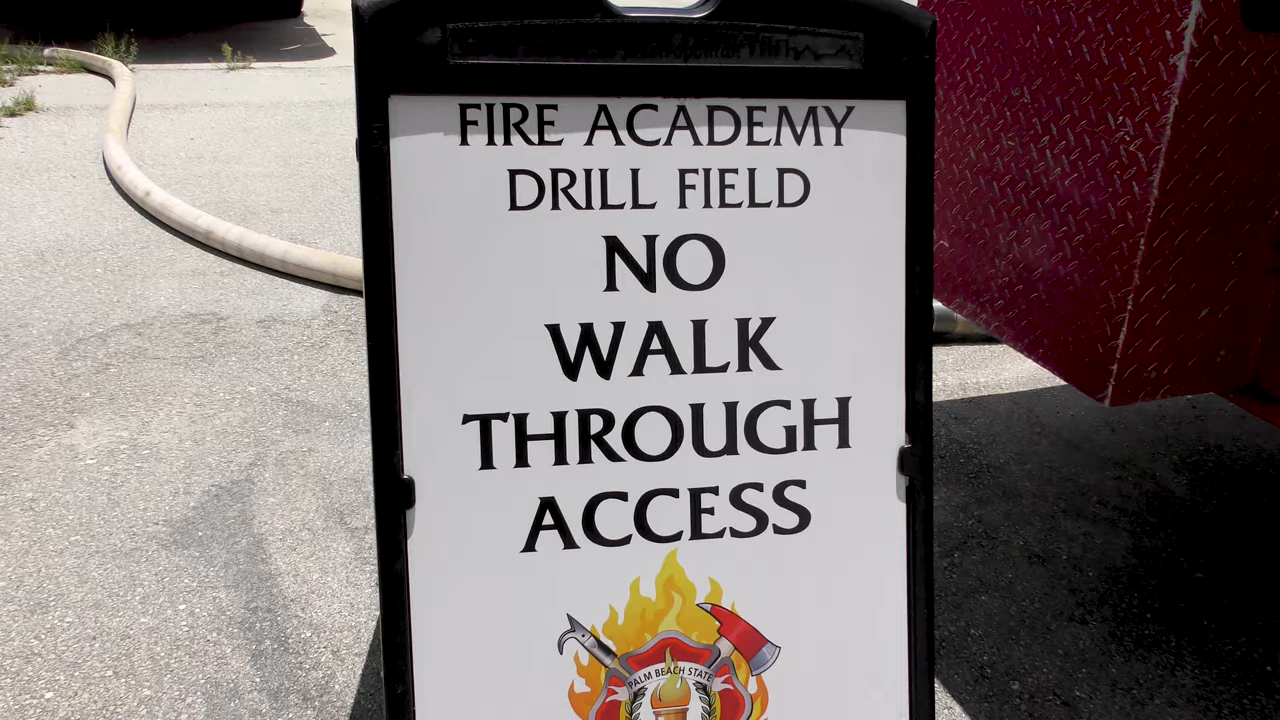 FIRE ACADEMY
DRILL FIELD
NO
WALK
THROUGH
ACCESS
PALM BEACH STATE